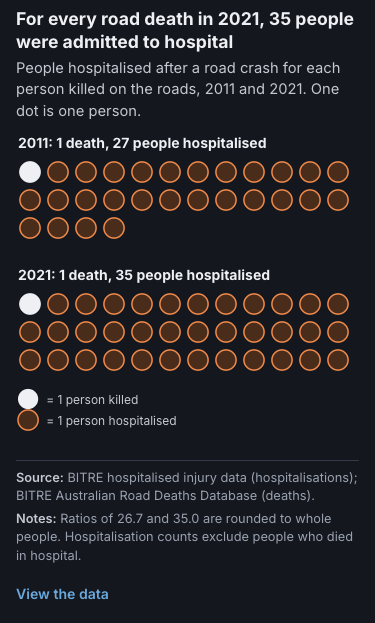 For every road death in 2021, 35 people
were admitted to hospital
People hospitalised after a road crash for each
person killed on the roads, 2011 and 2021. One
dot is one person.
2011: 1 death, 27 people hospitalised
2021: 1 death, 35 people hospitalised
= 1 person killed
= 1 person hospitalised
Source: BITRE hospitalised injury data (hospitalisations);
BITRE Australian Road Deaths Database (deaths).
Notes: Ratios of 26.7 and 35.0 are rounded to whole
people. Hospitalisation counts exclude people who died
in hospital.
View the data